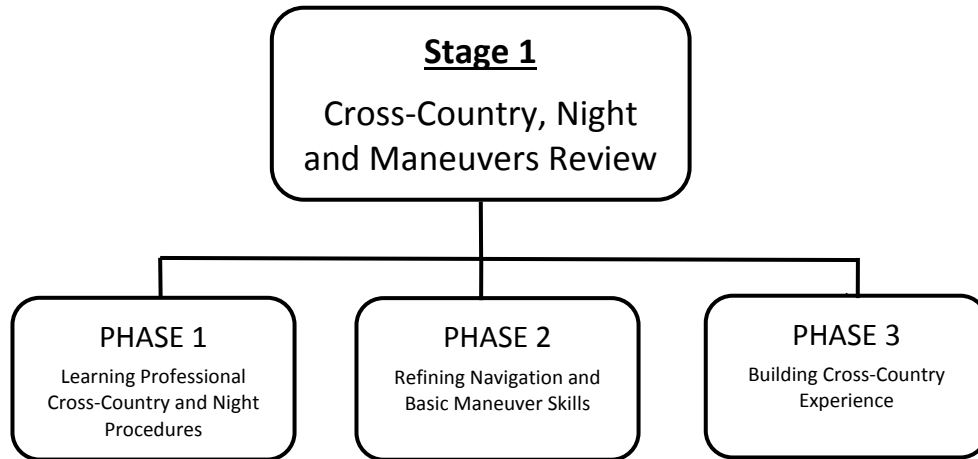 Stage 1
Cross-Country, Night
and Maneuvers Review
PHASE 1
Learning Professional
Cross-Country and Night
Procedures
PHASE 2
Refining Navigation and
Basic Maneuver Skills
PHASE 3
Building Cross-Country
Experience